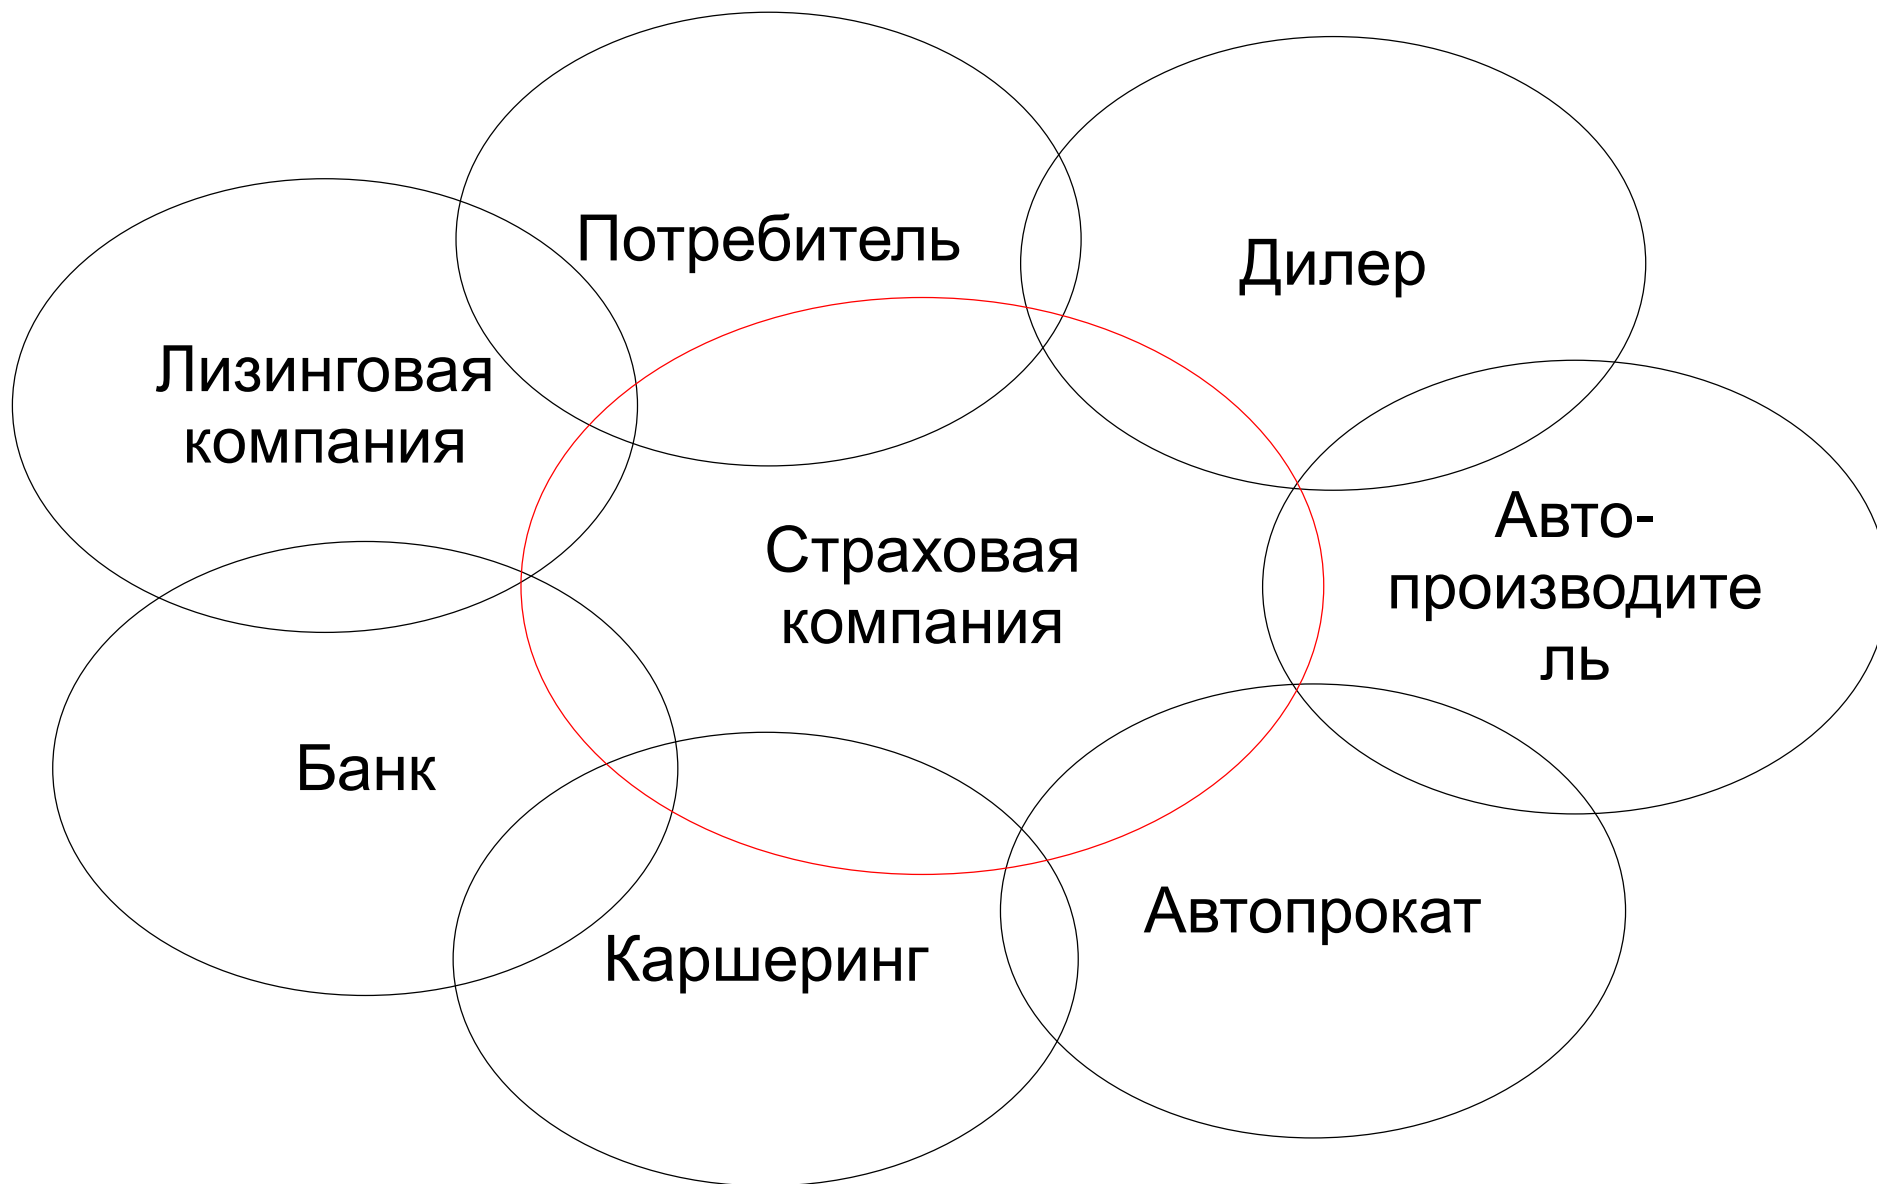 Потребитель
Дилер
Лизинговая
компания
Страховая
компания
Авто-
производите
ль
Банк
Каршеринг
Автопрокат